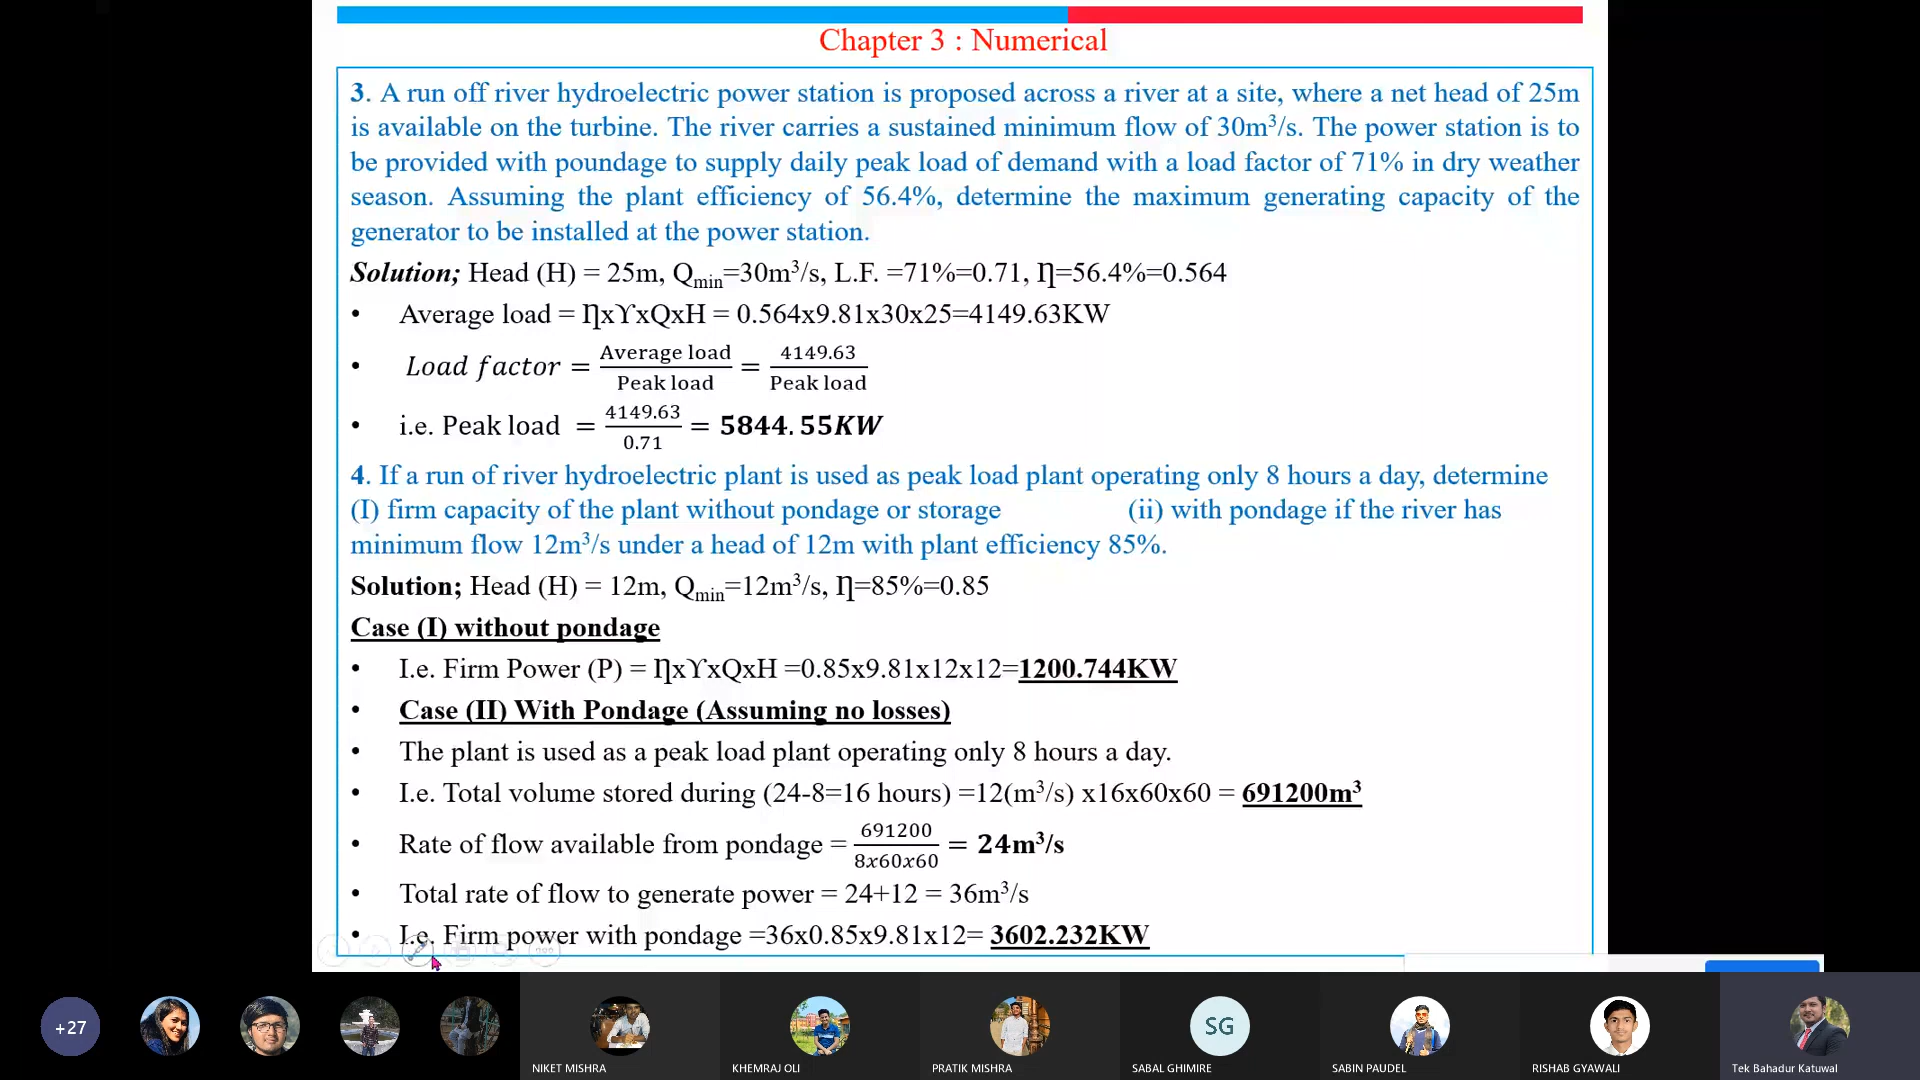 Chapter 3 : Numerical
3. A run off river hydroelectric power station is proposed across a river at a site, where a net head of 25m
is available on the turbine. The river carries a sustained minimum flow of 30m³/s. The power station is to
be provided with poundage to supply daily peak load of demand with a load factor of 71% in dry weather
season. Assuming the plant efficiency of 56.4%, determine the maximum generating capacity of the
generator to be installed at the power station.
Solution; Head (H) = 25m, Qmin=30m³/s, L.F. =71%=0.71, Ƞ=56.4%=0.564
• Average load = ȠxϒxQxH = 0.564x9.81x30x25=4149.63KW
• Load factor = Average load / Peak load = 4149.63 / Peak load
• i.e. Peak load = 4149.63 / 0.71 = 5844.55KW
4. If a run of river hydroelectric plant is used as peak load plant operating only 8 hours a day, determine
(I) firm capacity of the plant without pondage or storage (ii) with pondage if the river has
minimum flow 12m³/s under a head of 12m with plant efficiency 85%.
Solution; Head (H) = 12m, Qmin=12m³/s, Ƞ=85%=0.85
Case (I) without pondage
• I.e. Firm Power (P) = ȠxϒxQxH =0.85x9.81x12x12=1200.744KW
• Case (II) With Pondage (Assuming no losses)
• The plant is used as a peak load plant operating only 8 hours a day.
• I.e. Total volume stored during (24-8=16 hours) =12(m³/s) x16x60x60 = 691200m³
• Rate of flow available from pondage = 691200 / 8x60x60 = 24m³/s
• Total rate of flow to generate power = 24+12 = 36m³/s
• I.e. Firm power with pondage =36x0.85x9.81x12= 3602.232KW
+27
SG
NIKET MISHRA
KHEMRAJ OLI
PRATIK MISHRA
SABAL GHIMIRE
SABIN PAUDEL
RISHAB GYAWALI
Tek Bahadur Katuwal